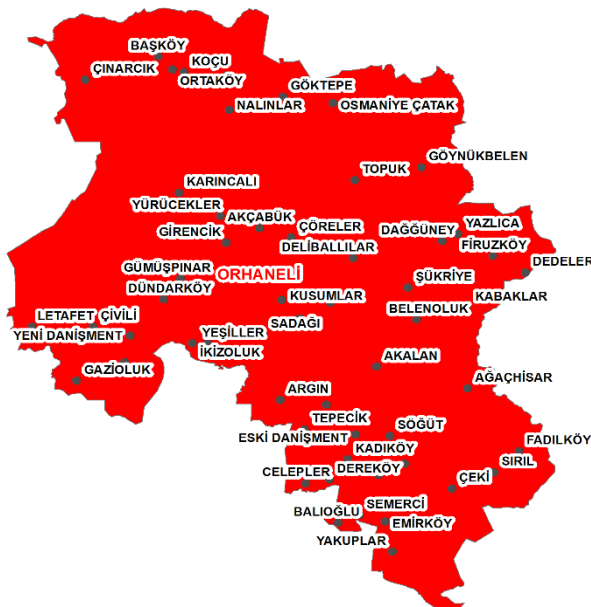 BAŞKÖY
KOÇU
ÇINARCIK
ORTAKÖY
GÖKTEPE
NALINLAR
OSMANİYE ÇATAK
GÖYNÜKBELEN
TOPUK
KARINCALI
YÜRÜCEKLER
AKÇABÜK
ÇÖRELER
DAĞGÜNEY
YAZLICA
GİRENCİK
DELİBALLILAR
FİRUZKÖY
DEDELER
GÜMÜŞPINAR
ORHANELİ
ŞÜKRİYE
DÜNDARKÖY
KUSUMLAR
KABAKLAR
LETAFET
ÇİVİLİ
SADAĞI
BELENOLUK
YENİ DANİŞMENT
YEŞİLLER
İKİZOLUK
GAZİOLUK
AKALAN
AĞAÇHİSAR
ARGIN
TEPECİK
SÖĞÜT
ESKİ DANİŞMENT
FADILKÖY
KADIKÖY
SIRIL
CELEPLER
DEREKÖY
ÇEKİ
SEMERCİ
BALIOĞLU
EMİRKÖY
YAKUPLAR